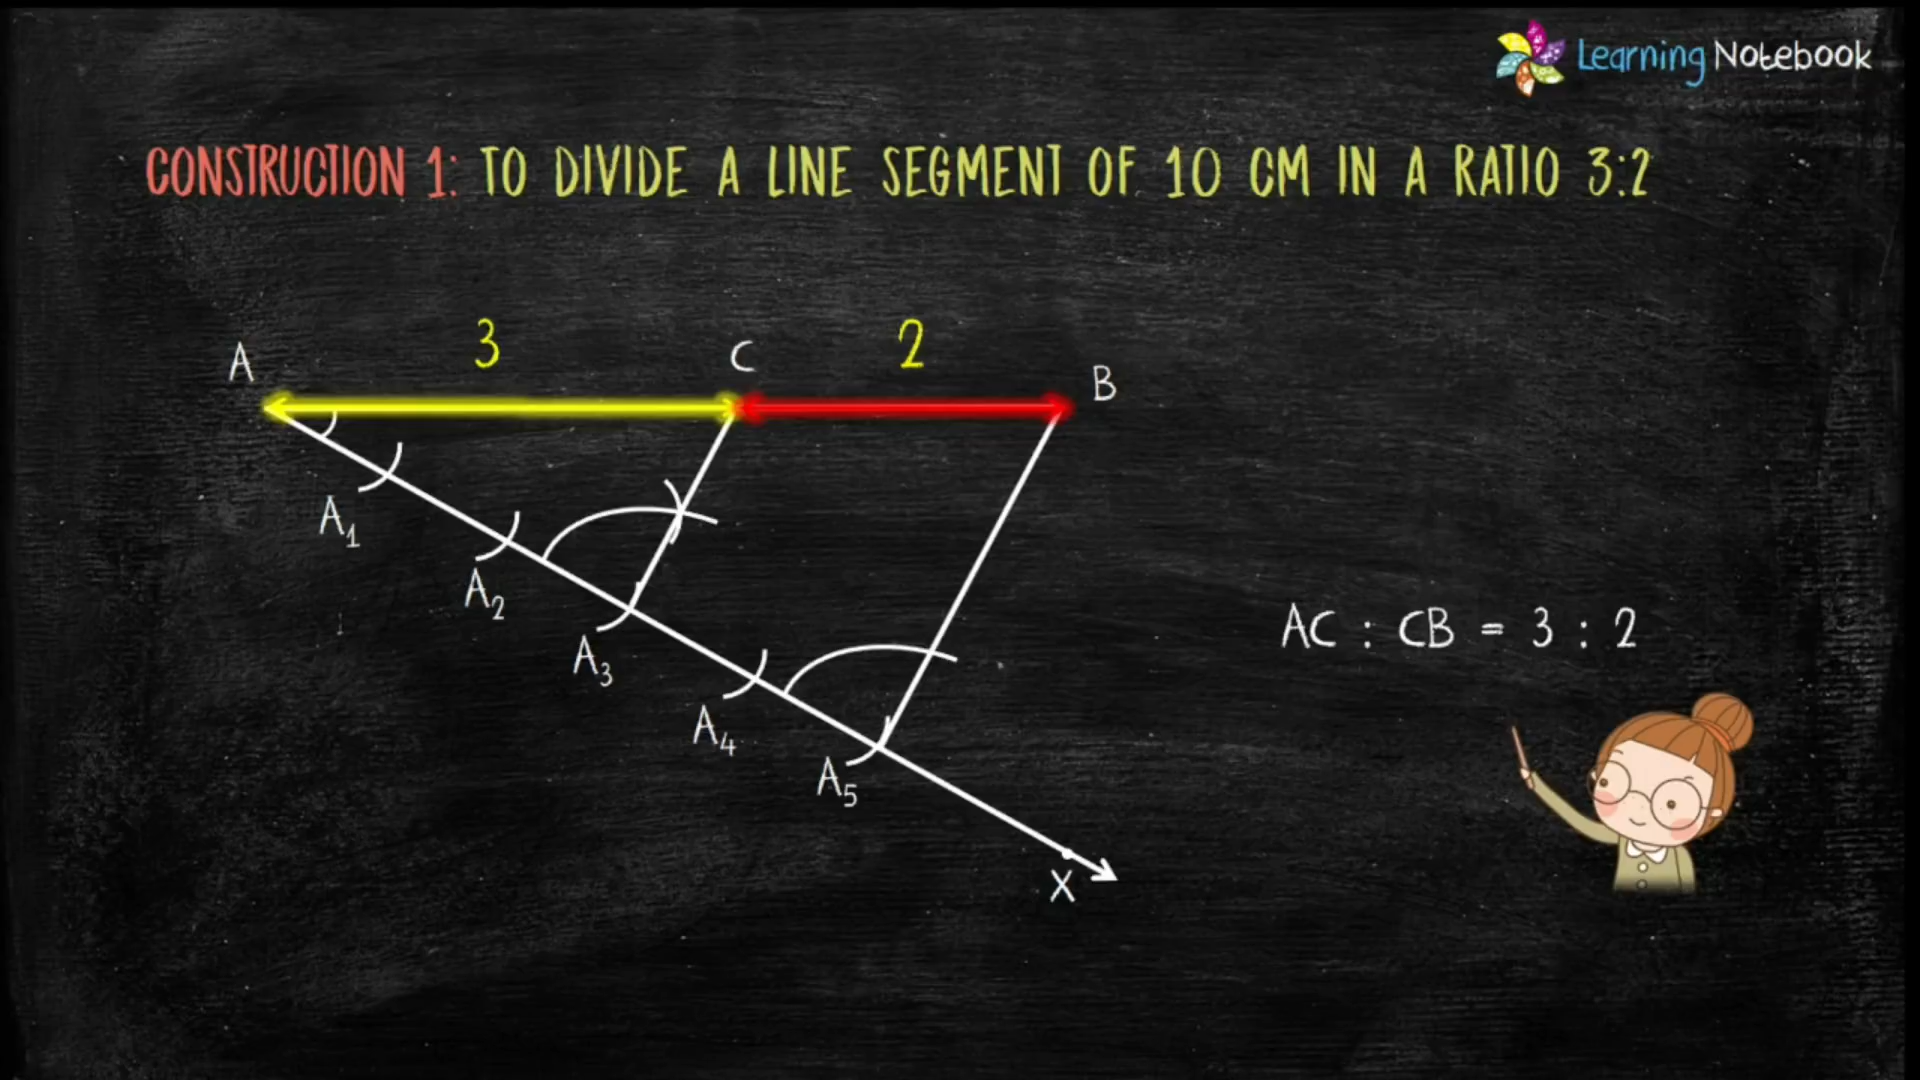 Learning Notebook
CONSTRUCTION 1: TO DIVIDE A LINE SEGMENT OF 10 CM IN A RATIO 3:2
3
2
A
C
B
A₁
A₂
A₃
A₄
A₅
X
AC : CB = 3 : 2